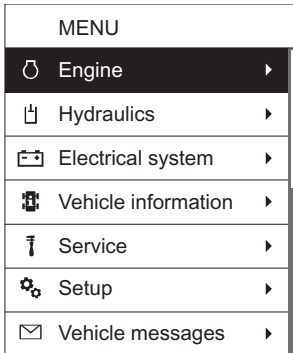 MENU
Engine
Hydraulics
Electrical system
Vehicle information
Service
Setup
Vehicle messages